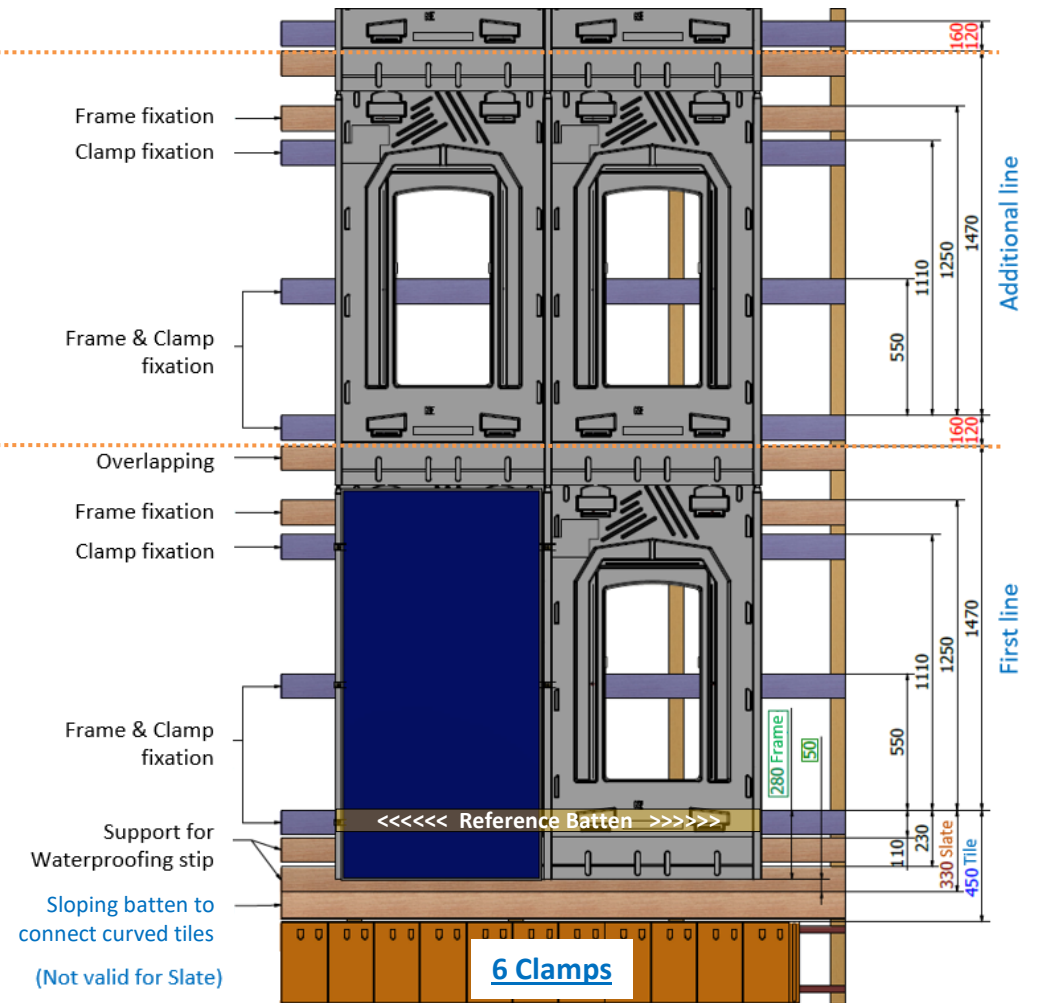 160
120
Frame fixation
Clamp fixation
Frame & Clamp
fixation
550
1110
1250
1470
Additional line
160
120
Overlapping
Frame fixation
Clamp fixation
Frame & Clamp
fixation
280 Frame
50
550
1110
1250
1470
First line
<<<<<< Reference Batten >>>>>>
110
230
330 Slate
450 Tile
Support for
Waterproofing stip
Sloping batten to
connect curved tiles
(Not valid for Slate)
6 Clamps